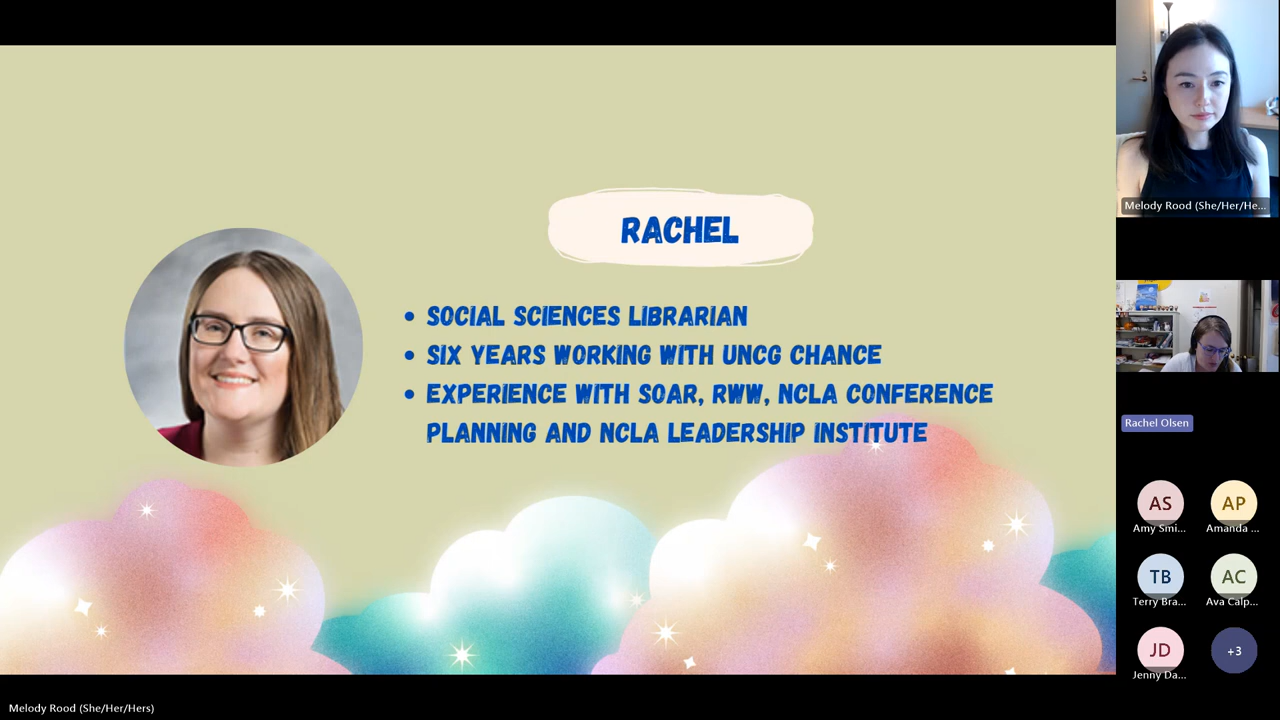 RACHEL
• SOCIAL SCIENCES LIBRARIAN
• SIX YEARS WORKING WITH UNCG CHANCE
• EXPERIENCE WITH SOAR, RWW, NCLA CONFERENCE
PLANNING AND NCLA LEADERSHIP INSTITUTE
Melody Rood (She/Her/He...
Rachel Olsen
AS
AP
Amy Smi...
Amanda ...
TB
AC
Terry Bra...
Ava Calp...
JD
+3
Jenny Da...
Melody Rood (She/Her/Hers)